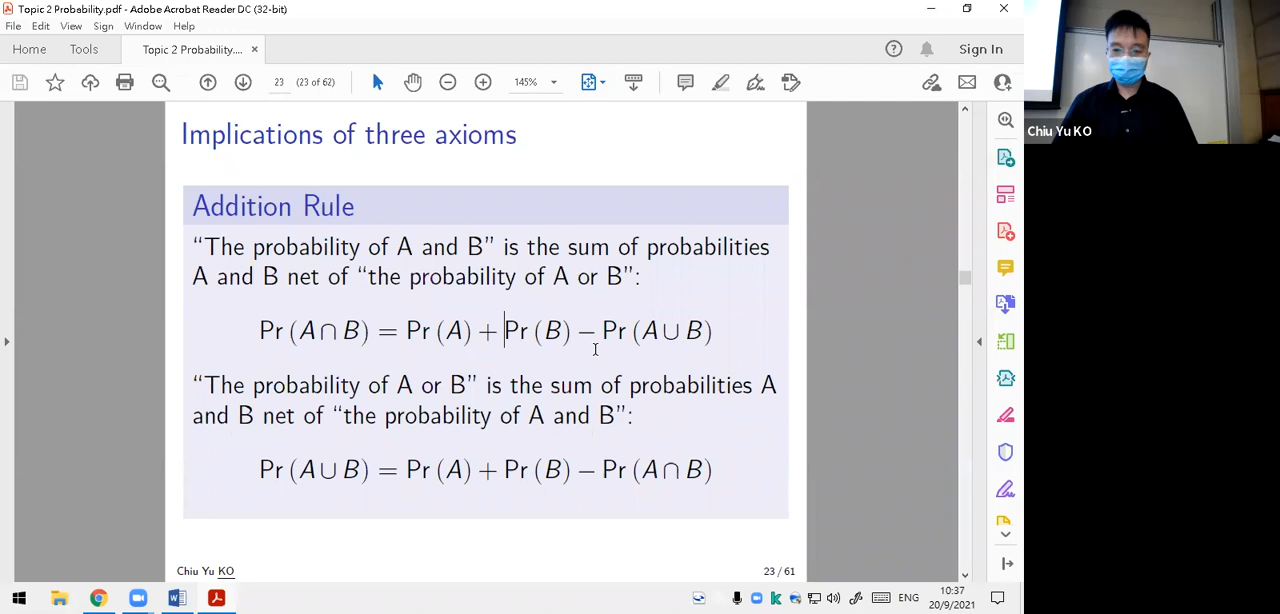 Topic 2 Probability.pdf - Adobe Acrobat Reader DC (32-bit)
File Edit View Sign Window Help
Home Tools Topic 2 Probability.... × Sign In
23 (23 of 62) 145%
Chiu Yu KO
Implications of three axioms
Addition Rule
“The probability of A and B” is the sum of probabilities
A and B net of “the probability of A or B”:
Pr (A ∩ B) = Pr (A) + Pr (B) − Pr (A ∪ B)
“The probability of A or B” is the sum of probabilities A
and B net of “the probability of A and B”:
Pr (A ∪ B) = Pr (A) + Pr (B) − Pr (A ∩ B)
Chiu Yu KO 23 / 61
ENG 10:37
20/9/2021